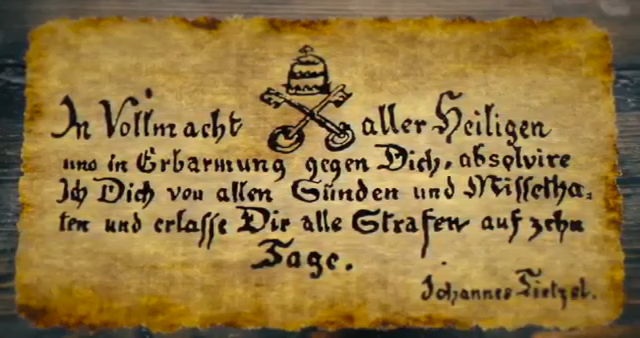 In Vollmacht aller Heiligen
und in Erbarmung gegen Dich, absolvire
Ich Dich von allen Sünden und Missetha-
ten und erlasse Dir alle Strafen auf zehn
Tage.
Johannes Tietzel.